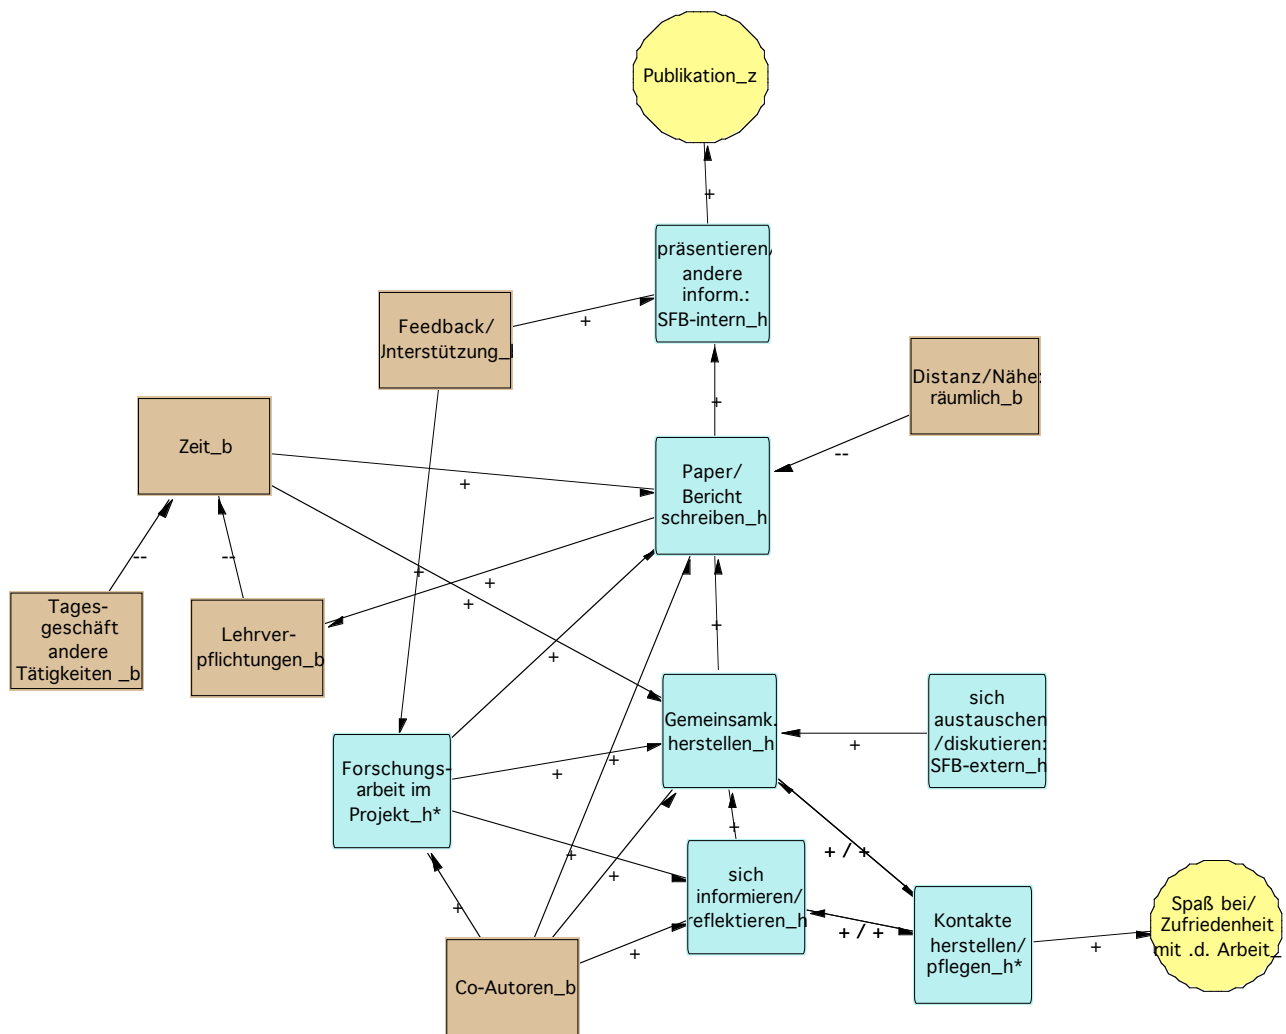 Publikation_z
+
präsentieren/
andere
inform.:
SFB-intern_h
Feedback/
Unterstützung_
+
+
Distanz/Nähe:
räumlich_b
--
Zeit_b
+
Paper/
Bericht
schreiben_h
--
--
+
+
+
Tages-
geschäft
andere
Tätigkeiten _b
Lehrver-
pflichtungen_b
+
+
Gemeinsamk.
herstellen_h
+
sich
austauschen
/diskutieren:
SFB-extern_h
Forschungs-
arbeit im
Projekt_h*
+
+
+
+
+
+ / +
sich
informieren/
reflektieren_h
+ / +
Kontakte
herstellen/
pflegen_h*
+
Spaß bei/
Zufriedenheit
mit .d. Arbeit_
+
+
Co-Autoren_b